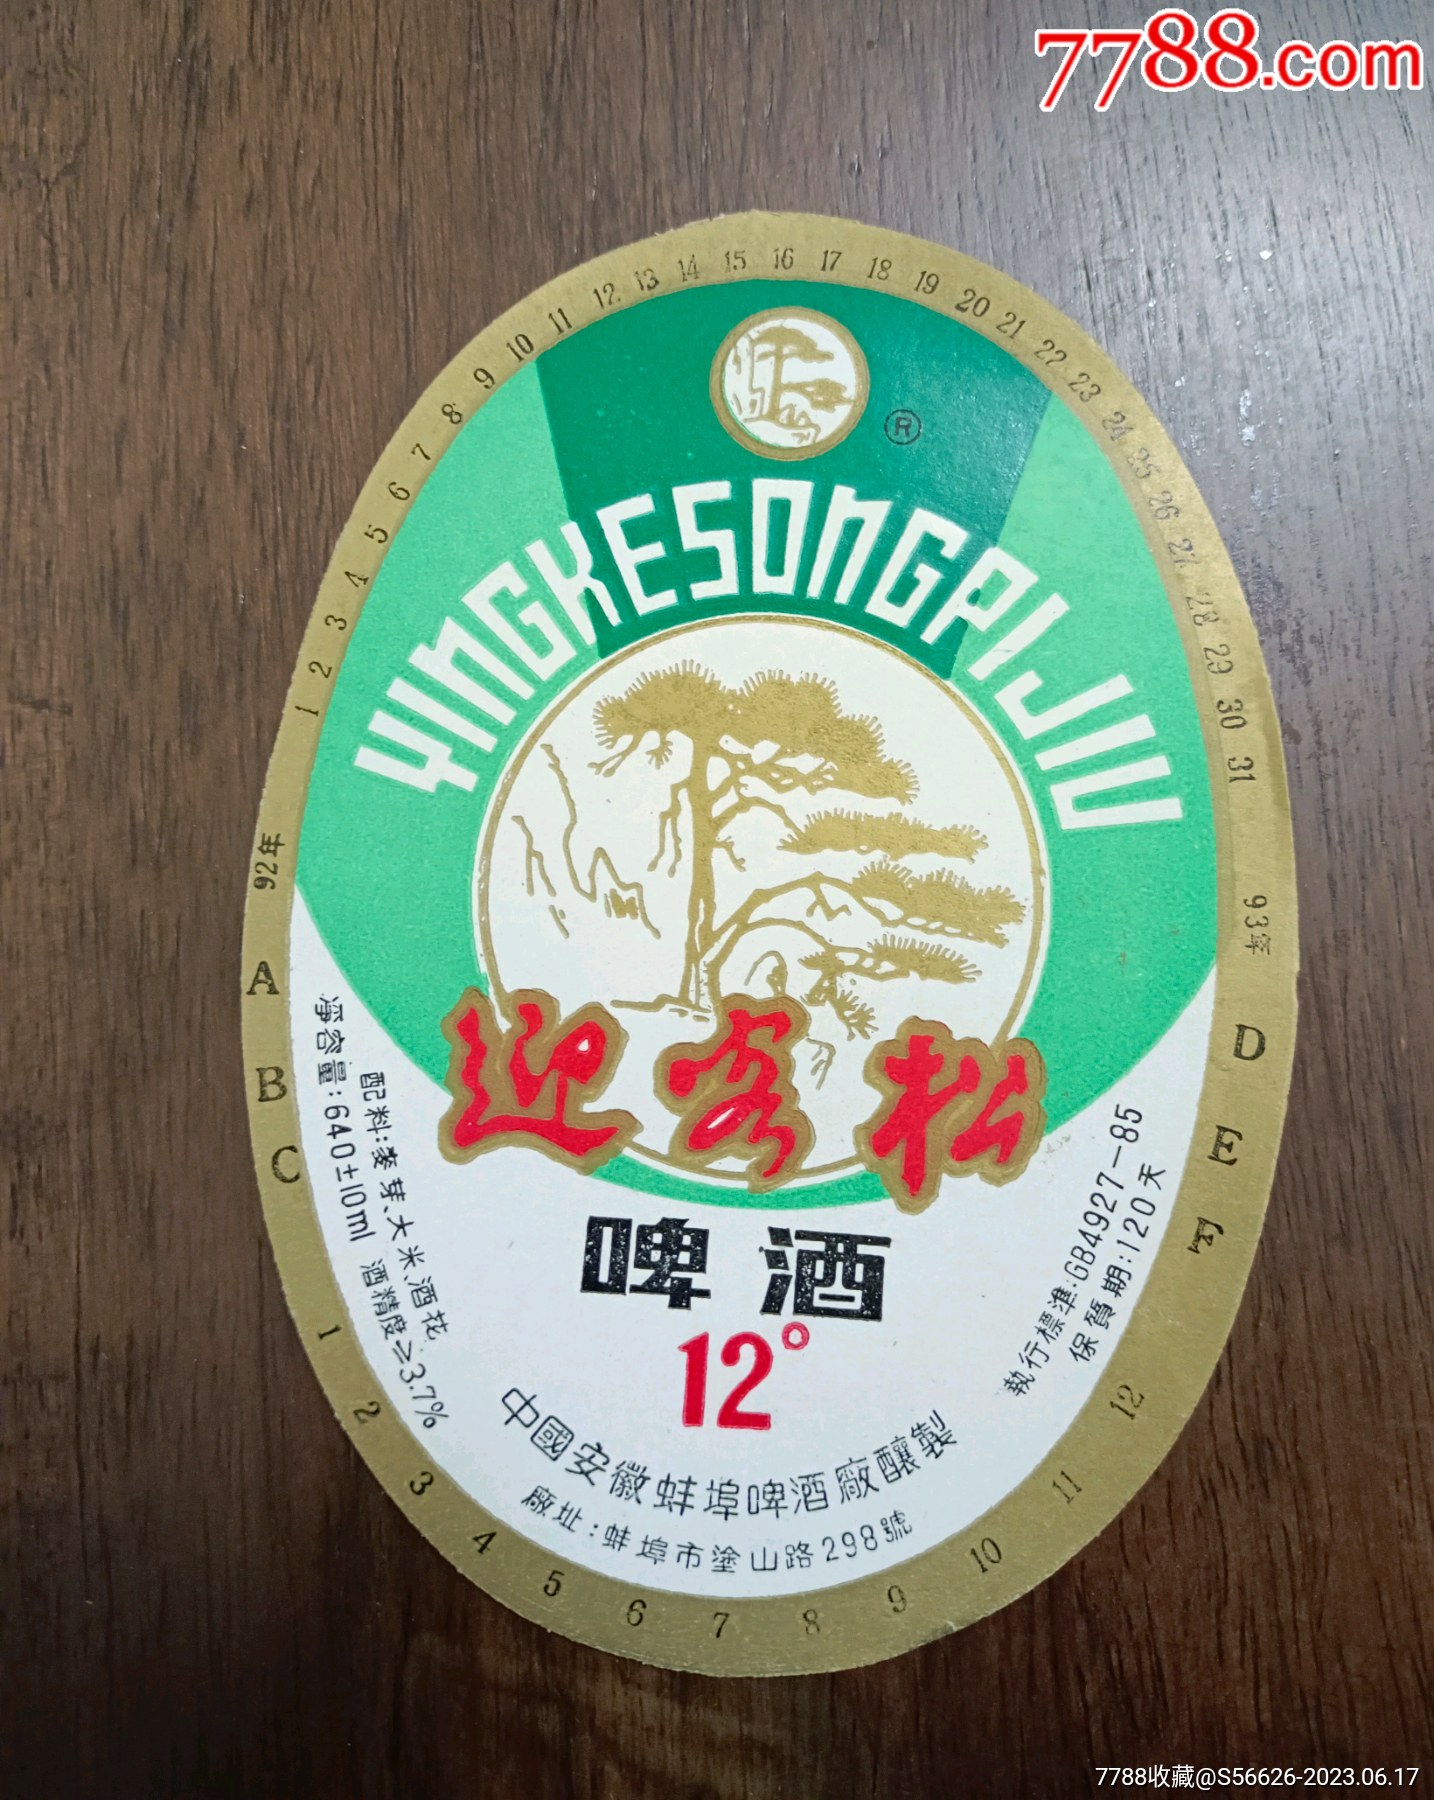 7788.com
1 2 3 4 5 6 7 8 9 10 11 12 13 14 15 16 17 18 19 20 21 22 23 24 25 26 27 28 29 30 31
®
YINGKESONGPIJIU
92年
93年
A B C
D E F
迎客松
啤酒
12°
淨容量:640±10ml 酒精度≥3.7%
配料:麥芽、大米、酒花
執行標準:GB4927—85
保質期:120天
中國安徽蚌埠啤酒廠釀製
廠址:蚌埠市塗山路298號
1 2 3 4 5 6 7 8 9 10 11 12
7788收藏@S56626-2023.06.17